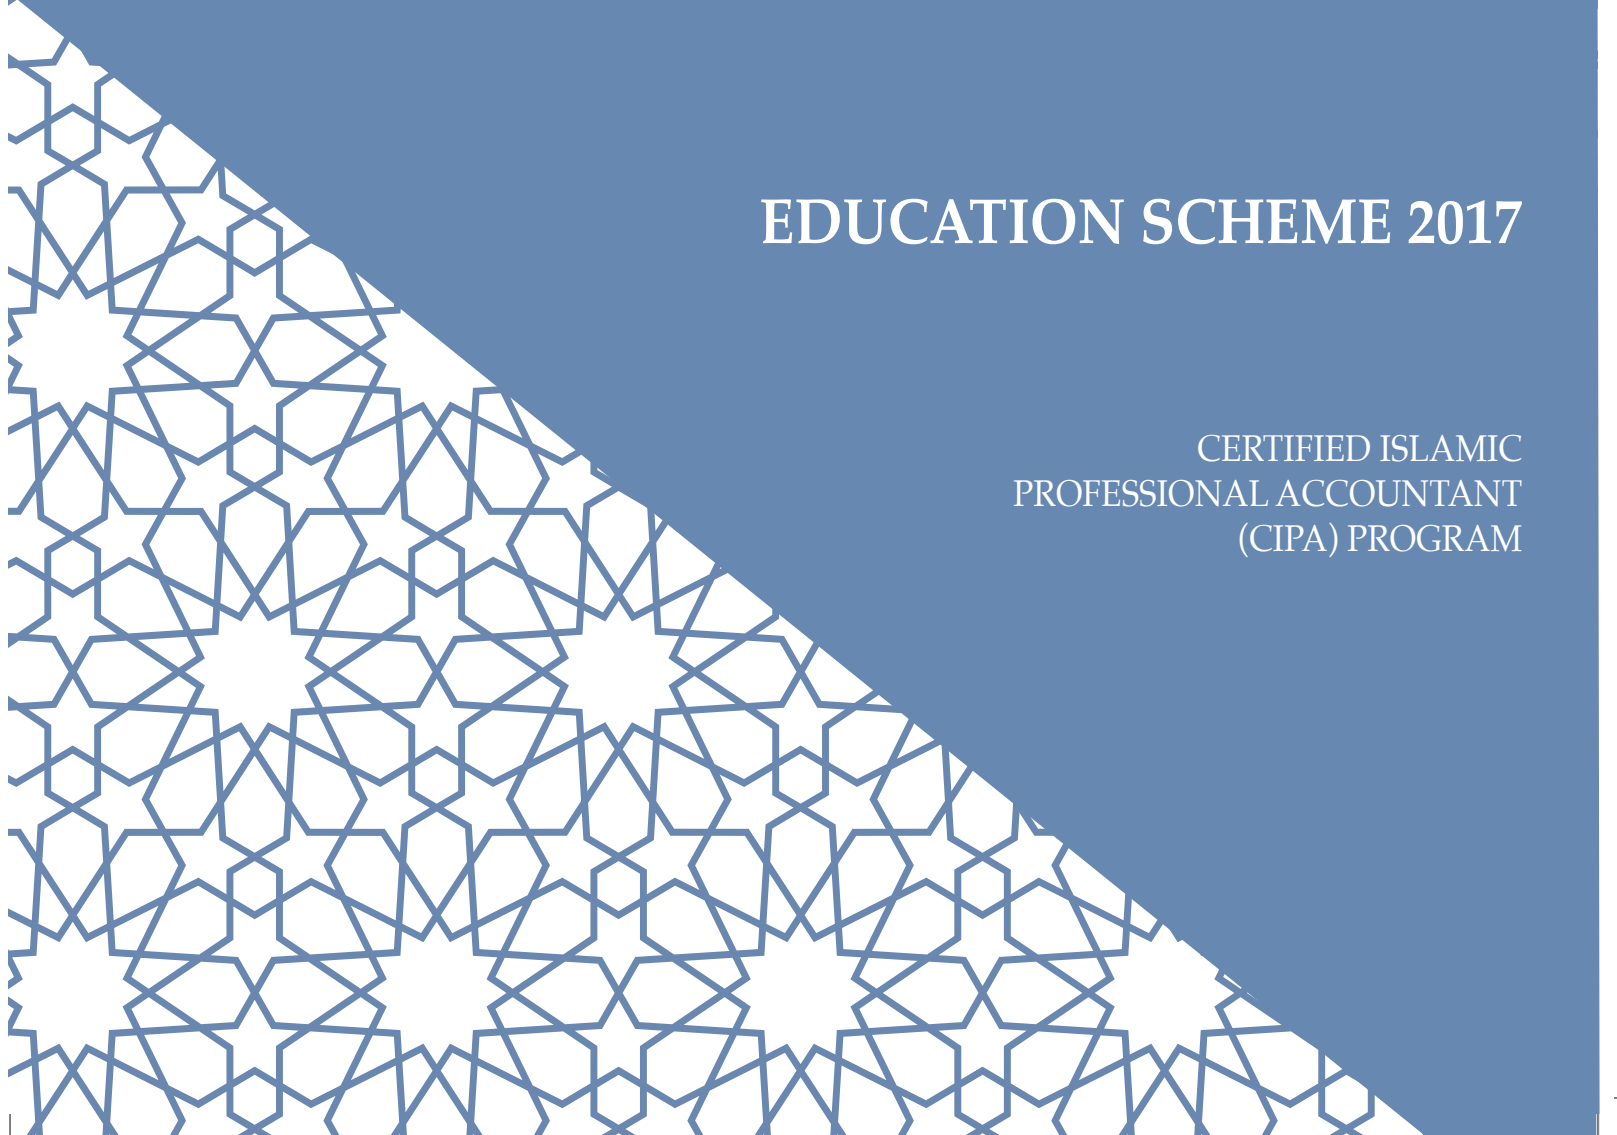 EDUCATION SCHEME 2017
CERTIFIED ISLAMIC
PROFESSIONAL ACCOUNTANT
(CIPA) PROGRAM